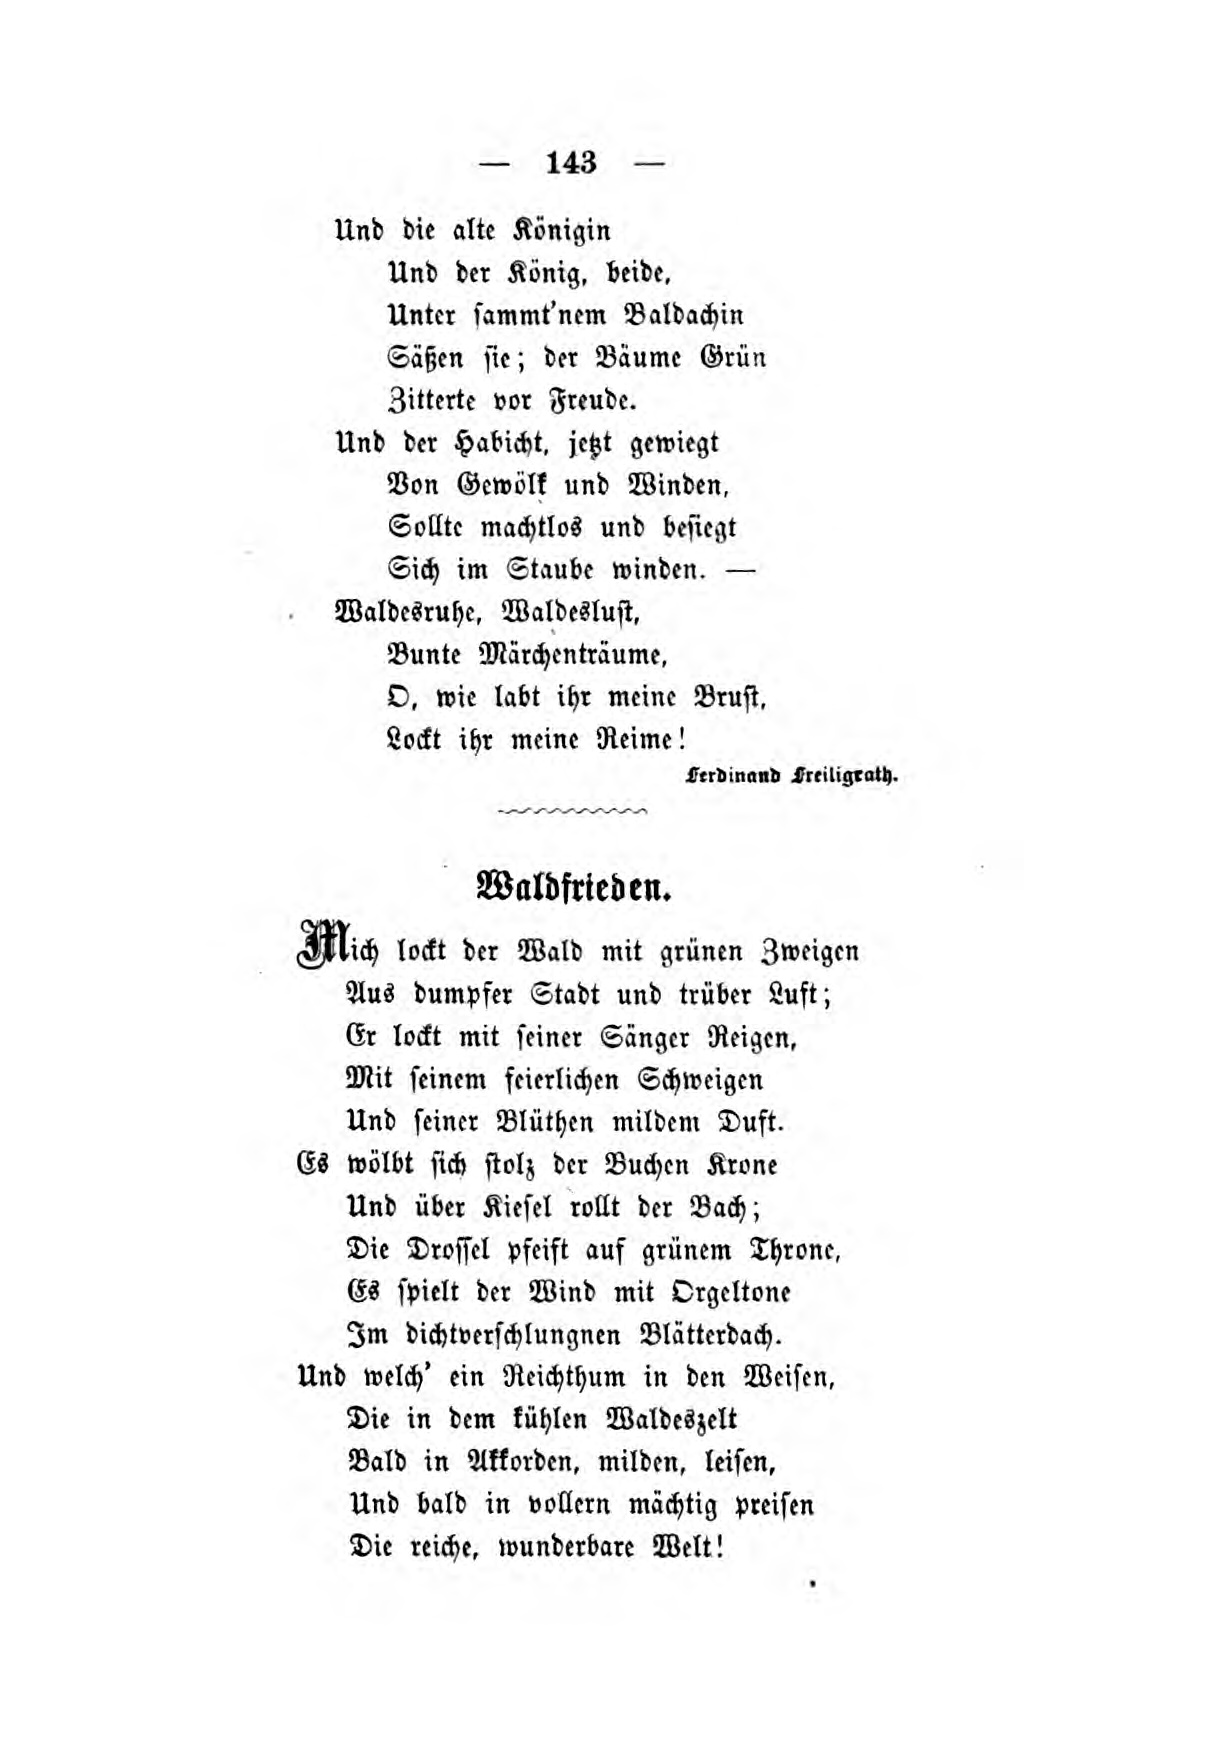 — 143 —
Und die alte Königin
Und der König, beide,
Unter sammt'nem Baldachin
Säßen sie; der Bäume Grün
Zitterte vor Freude.
Und der Habicht, jetzt gewiegt
Von Gewölk und Winden,
Sollte machtlos und besiegt
Sich im Staube winden. —
Waldesruhe, Waldeslust,
Bunte Märchenträume,
O, wie labt ihr meine Brust,
Lockt ihr meine Reime!
Ferdinand Freiligrath.
Waldfrieden.
Mich lockt der Wald mit grünen Zweigen
Aus dumpfer Stadt und trüber Luft;
Er lockt mit seiner Sänger Reigen,
Mit seinem feierlichen Schweigen
Und seiner Blüthen mildem Duft.
Es wölbt sich stolz der Buchen Krone
Und über Kiesel rollt der Bach;
Die Drossel pfeift auf grünem Throne,
Es spielt der Wind mit Orgeltone
Im dichtverschlungnen Blätterdach.
Und welch' ein Reichthum in den Weisen,
Die in dem kühlen Waldeszelt
Bald in Akkorden, milden, leisen,
Und bald in vollern mächtig preisen
Die reiche, wunderbare Welt!